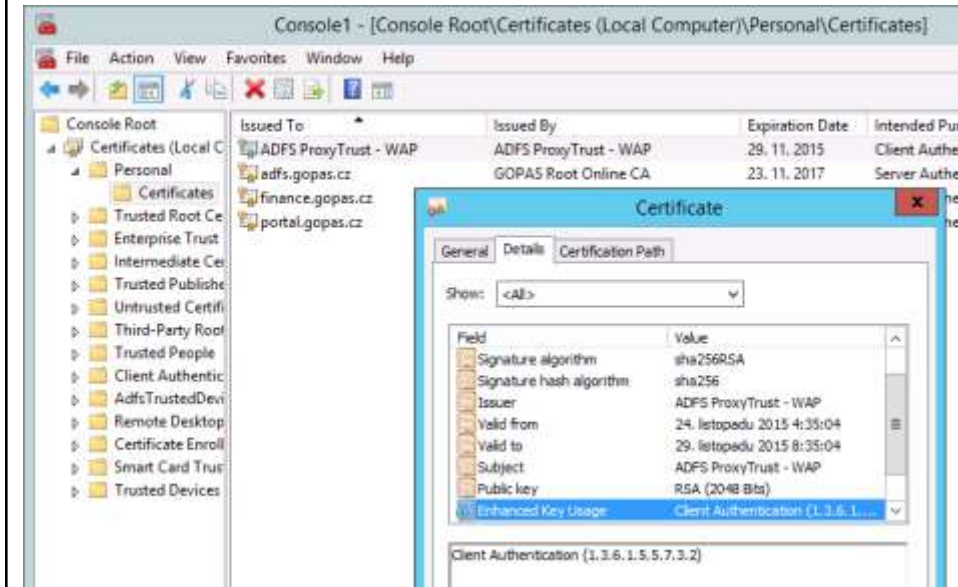 Console1 - [Console Root\Certificates (Local Computer)\Personal\Certificates]
File Action View Favorites Window Help
Console Root
Certificates (Local C
Personal
Certificates
Trusted Root Ce
Enterprise Trust
Intermediate Cer
Trusted Publishe
Untrusted Certifi
Third-Party Root
Trusted People
Client Authentic
AdfsTrustedDevi
Remote Desktop
Certificate Enroll
Smart Card Trus
Trusted Devices
Issued To Issued By Expiration Date Intended Pur
ADFS ProxyTrust - WAP ADFS ProxyTrust - WAP 29. 11. 2015 Client Authe
adfs.gopas.cz GOPAS Root Online CA 23. 11. 2017 Server Authe
finance.gopas.cz
portal.gopas.cz
Certificate
General Details Certification Path
Show: <All>
Field Value
Signature algorithm sha256RSA
Signature hash algorithm sha256
Issuer ADFS ProxyTrust - WAP
Valid from 24. listopadu 2015 4:35:04
Valid to 29. listopadu 2015 8:35:04
Subject ADFS ProxyTrust - WAP
Public key RSA (2048 Bits)
Enhanced Key Usage Client Authentication (1.3.6.1....
Client Authentication (1.3.6.1.5.5.7.3.2)